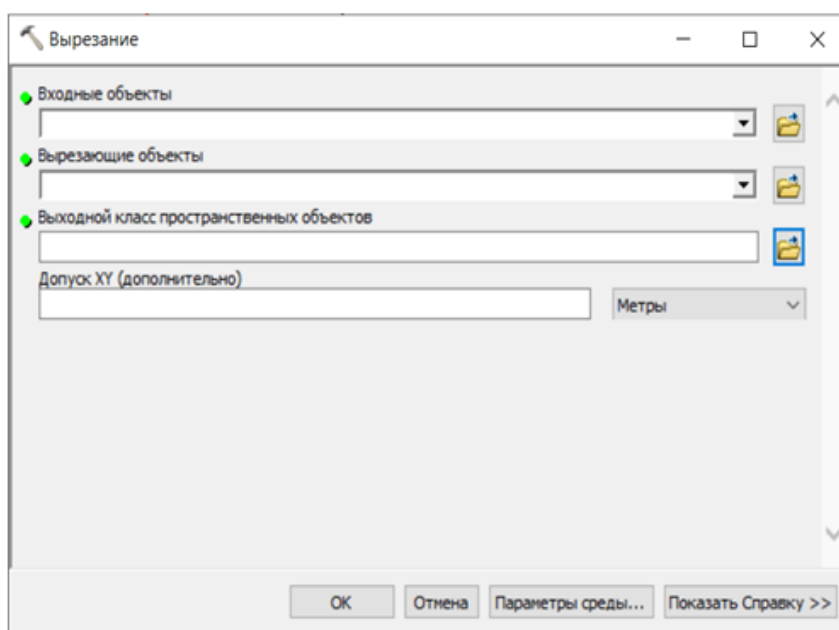 Вырезание
Входные объекты
Вырезающие объекты
Выходной класс пространственных объектов
Допуск XY (дополнительно)
Метры
OK Отмена Параметры среды... Показать Справку >>